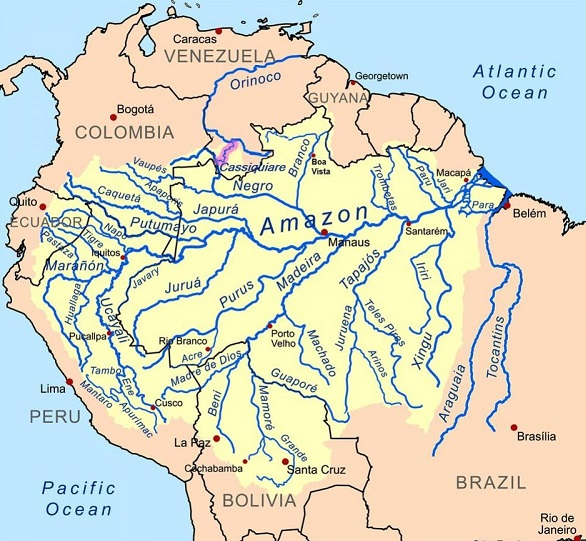 Caracas
VENEZUELA
Orinoco
Georgetown
GUYANA
Atlantic
Ocean
Bogotá
COLOMBIA
Vaupés
Cassiquiare
Branco
Boa
Vista
Trombetas
Paru
Jari
Macapá
Quito
ECUADOR
Caquetá
Apaporis
Negro
Japurá
Putumayo
Amazon
Manaus
Santarém
Para
Belém
Pastaza
Tigre
Napo
Iquitos
Marañón
Javary
Juruá
Purus
Madeira
Tapajós
Iriri
Xingu
Huallaga
Ucayali
Pucallpa
Rio Branco
Acre
Porto
Velho
Machado
Juruena
Teles Pires
Arinos
Araguaia
Tocantins
Lima
Tambo
Ene
Mantaro
Apurímac
Cusco
Madre de Dios
Guaporé
PERU
Beni
Mamoré
Grande
La Paz
Cochabamba
Santa Cruz
BOLIVIA
Brasília
BRAZIL
Pacific
Ocean
Rio de
Janeiro